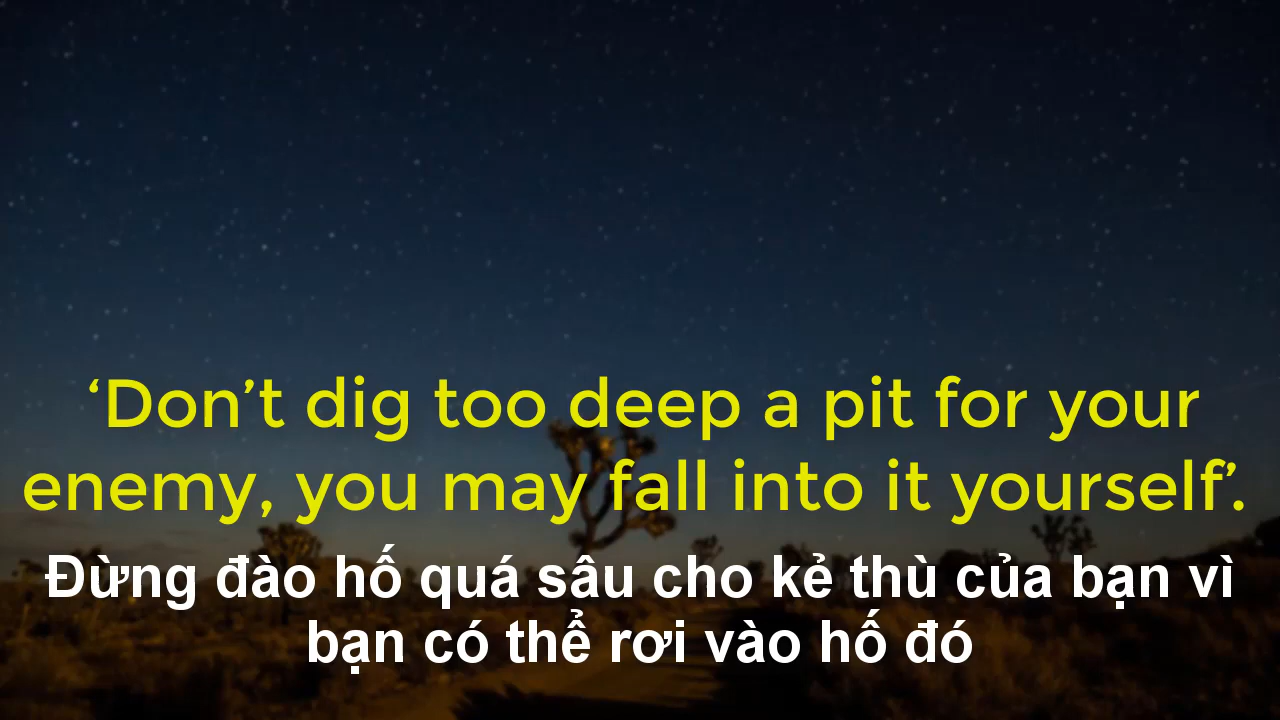 ‘Don’t dig too deep a pit for your
enemy, you may fall into it yourself’.
Đừng đào hố quá sâu cho kẻ thù của bạn vì
bạn có thể rơi vào hố đó